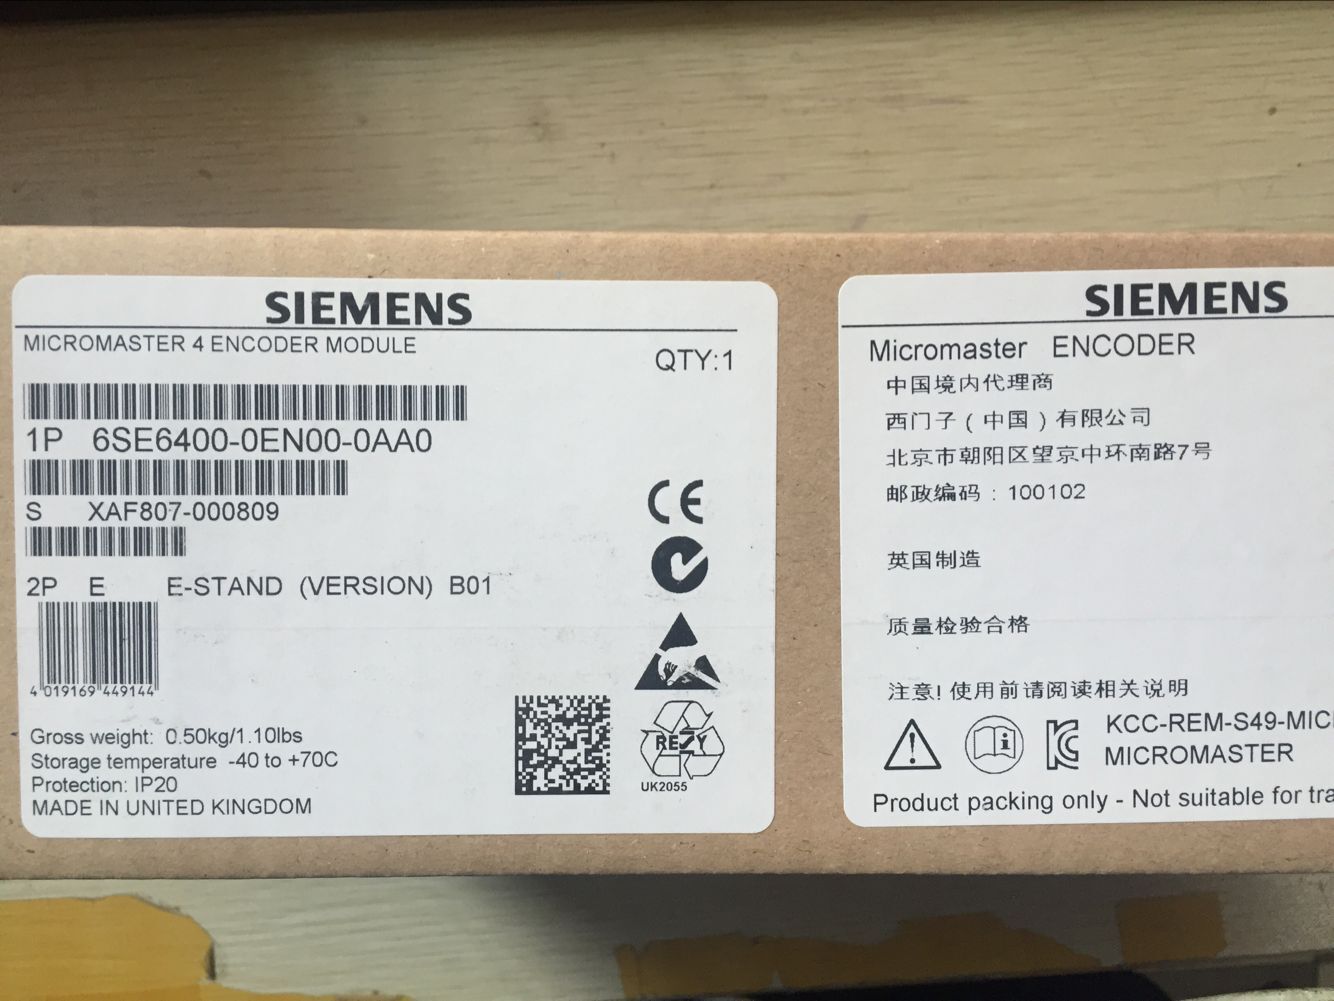 SIEMENS
MICROMASTER 4 ENCODER MODULE
QTY:1
1P 6SE6400-0EN00-0AA0
S XAF807-000809
2P E E-STAND (VERSION) B01
4 019169 449144
Gross weight: 0.50kg/1.10lbs
Storage temperature -40 to +70C
Protection: IP20
MADE IN UNITED KINGDOM
CE
RESY
UK2055
SIEMENS
Micromaster ENCODER
中国境内代理商
西门子(中国)有限公司
北京市朝阳区望京中环南路7号
邮政编码:100102
英国制造
质量检验合格
注意!使用前请阅读相关说明
KCC-REM-S49-MIC
MICROMASTER
Product packing only - Not suitable for tra